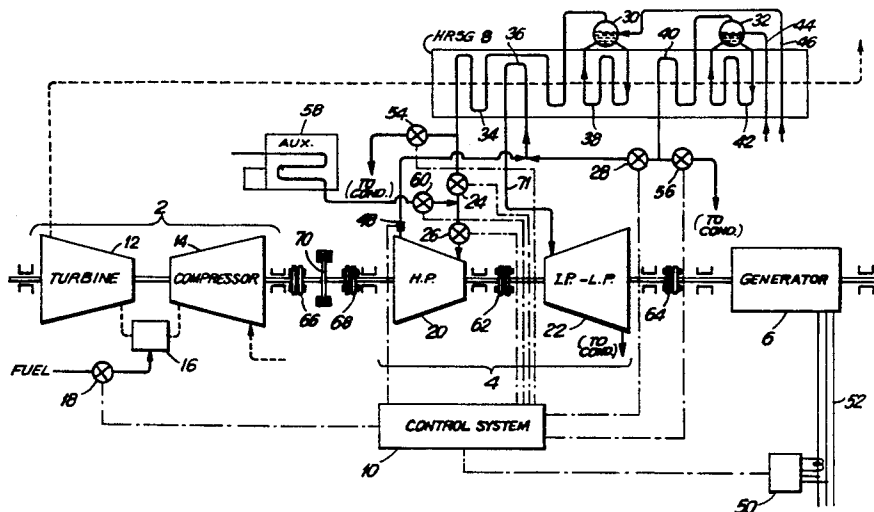 30
32
44
HRSG 8
36
40
46
58
54
34
38
42
AUX.
28
56
(TO COND.)
60
24
71
(TO COND.)
48
26
2
12
14
70
TURBINE
COMPRESSOR
H.P.
I.P.-L.P.
GENERATOR
66
68
20
62
22
64
6
16
(TO COND.)
FUEL
18
4
52
CONTROL SYSTEM
10
50